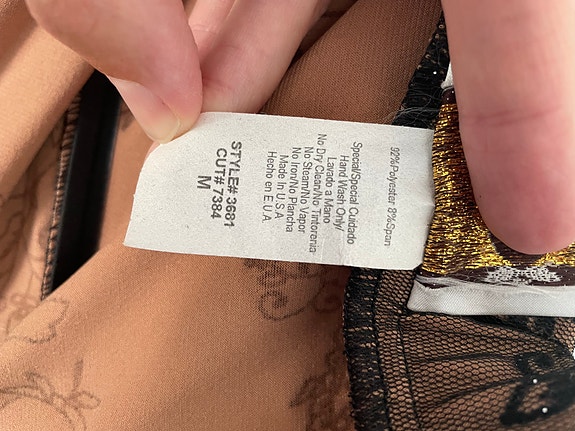 92%Polyester 8%Span
Special/Special Cuidado
Hand Wash Only/
Lavado a Mano
No Dry Clean/No Tintoreria
No Steam/No Vapor
No Iron/No Plancha
Made In U.S.A
Hecho en E.U.A.
STYLE# 3681
CUT# 7384
M